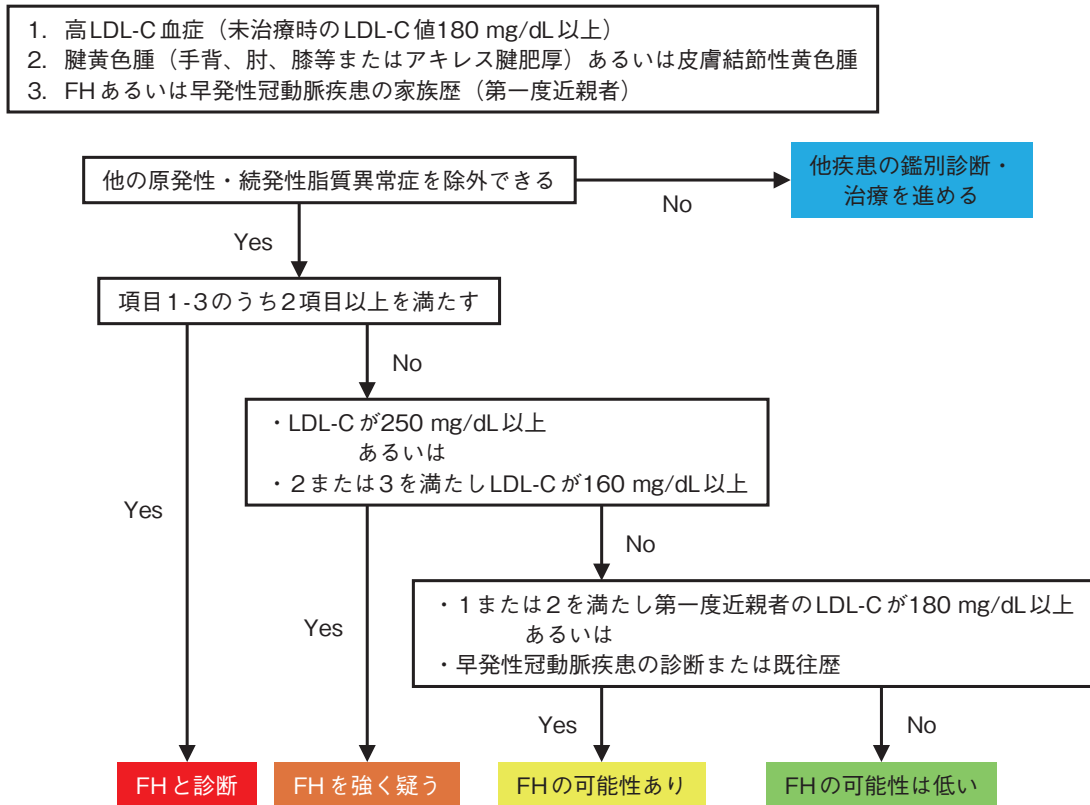 1. 高LDL-C血症（未治療時のLDL-C値180 mg/dL以上）
2. 腱黄色腫（手背、肘、膝等またはアキレス腱肥厚）あるいは皮膚結節性黄色腫
3. FHあるいは早発性冠動脈疾患の家族歴（第一度近親者）
他の原発性・続発性脂質異常症を除外できる
No
他疾患の鑑別診断・
治療を進める
Yes
項目1-3のうち2項目以上を満たす
No
・LDL-Cが250 mg/dL以上
あるいは
・2または3を満たしLDL-Cが160 mg/dL以上
Yes
No
・1または2を満たし第一度近親者のLDL-Cが180 mg/dL以上
あるいは
・早発性冠動脈疾患の診断または既往歴
Yes
Yes
No
FHと診断
FHを強く疑う
FHの可能性あり
FHの可能性は低い